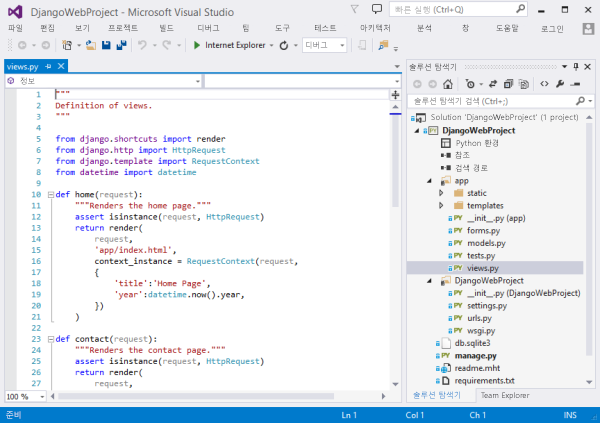 DjangoWebProject - Microsoft Visual Studio
빠른 실행 (Ctrl+Q)
파일 편집 보기 프로젝트 빌드 디버그 팀 도구 테스트 아키텍처 분석 창 도움말 로그인
Internet Explorer 디버그
views.py
정보
1 """
2 Definition of views.
3 """
4
5 from django.shortcuts import render
6 from django.http import HttpRequest
7 from django.template import RequestContext
8 from datetime import datetime
9
10 def home(request):
11 """Renders the home page."""
12 assert isinstance(request, HttpRequest)
13 return render(
14 request,
15 'app/index.html',
16 context_instance = RequestContext(request,
17 {
18 'title':'Home Page',
19 'year':datetime.now().year,
20 })
21 )
22
23 def contact(request):
24 """Renders the contact page."""
25 assert isinstance(request, HttpRequest)
26 return render(
27 request,
100 %
솔루션 탐색기
솔루션 탐색기 검색 (Ctrl+;)
Solution 'DjangoWebProject' (1 project)
DjangoWebProject
Python 환경
참조
검색 경로
app
static
templates
__init__.py (app)
forms.py
models.py
tests.py
views.py
DjangoWebProject
__init__.py (DjangoWebProject)
settings.py
urls.py
wsgi.py
db.sqlite3
manage.py
readme.mht
requirements.txt
솔루션 탐색기 Team Explorer
준비 Ln 1 Col 1 Ch 1 INS